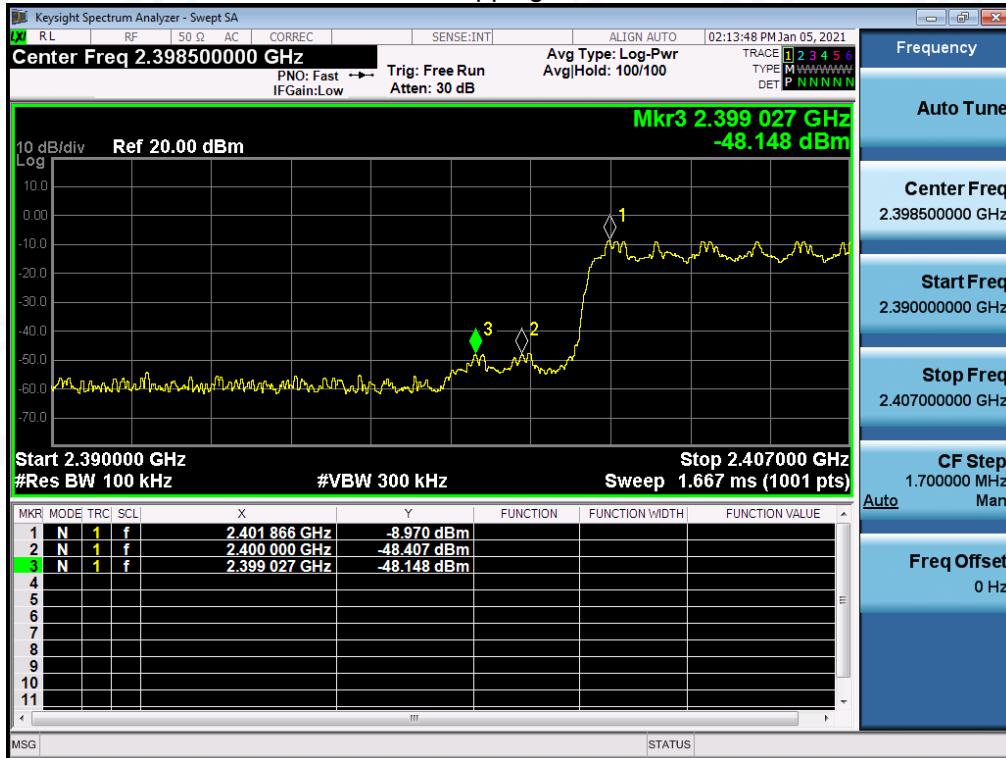 Keysight Spectrum Analyzer - Swept SA
LXI RL RF 50 Ω AC CORREC SENSE:INT ALIGN AUTO 02:13:48 PM Jan 05, 2021
Center Freq 2.398500000 GHz
PNO: Fast
IFGain:Low
Trig: Free Run
Atten: 30 dB
Avg Type: Log-Pwr
Avg|Hold: 100/100
TRACE 1 2 3 4 5 6
TYPE M WWWWW
DET P N N N N N
Mkr3 2.399 027 GHz
-48.148 dBm
10 dB/div Ref 20.00 dBm
Log
10.0
0.00
-10.0
-20.0
-30.0
-40.0
-50.0
-60.0
-70.0
1
3
2
Start 2.390000 GHz Stop 2.407000 GHz
#Res BW 100 kHz #VBW 300 kHz Sweep 1.667 ms (1001 pts)
MKR MODE TRC SCL X Y FUNCTION FUNCTION WIDTH FUNCTION VALUE
1 N 1 f 2.401 866 GHz -8.970 dBm
2 N 1 f 2.400 000 GHz -48.407 dBm
3 N 1 f 2.399 027 GHz -48.148 dBm
4
5
6
7
8
9
10
11
MSG STATUS
Frequency
Auto Tune
Center Freq
2.398500000 GHz
Start Freq
2.390000000 GHz
Stop Freq
2.407000000 GHz
CF Step
1.700000 MHz
Auto Man
Freq Offset
0 Hz